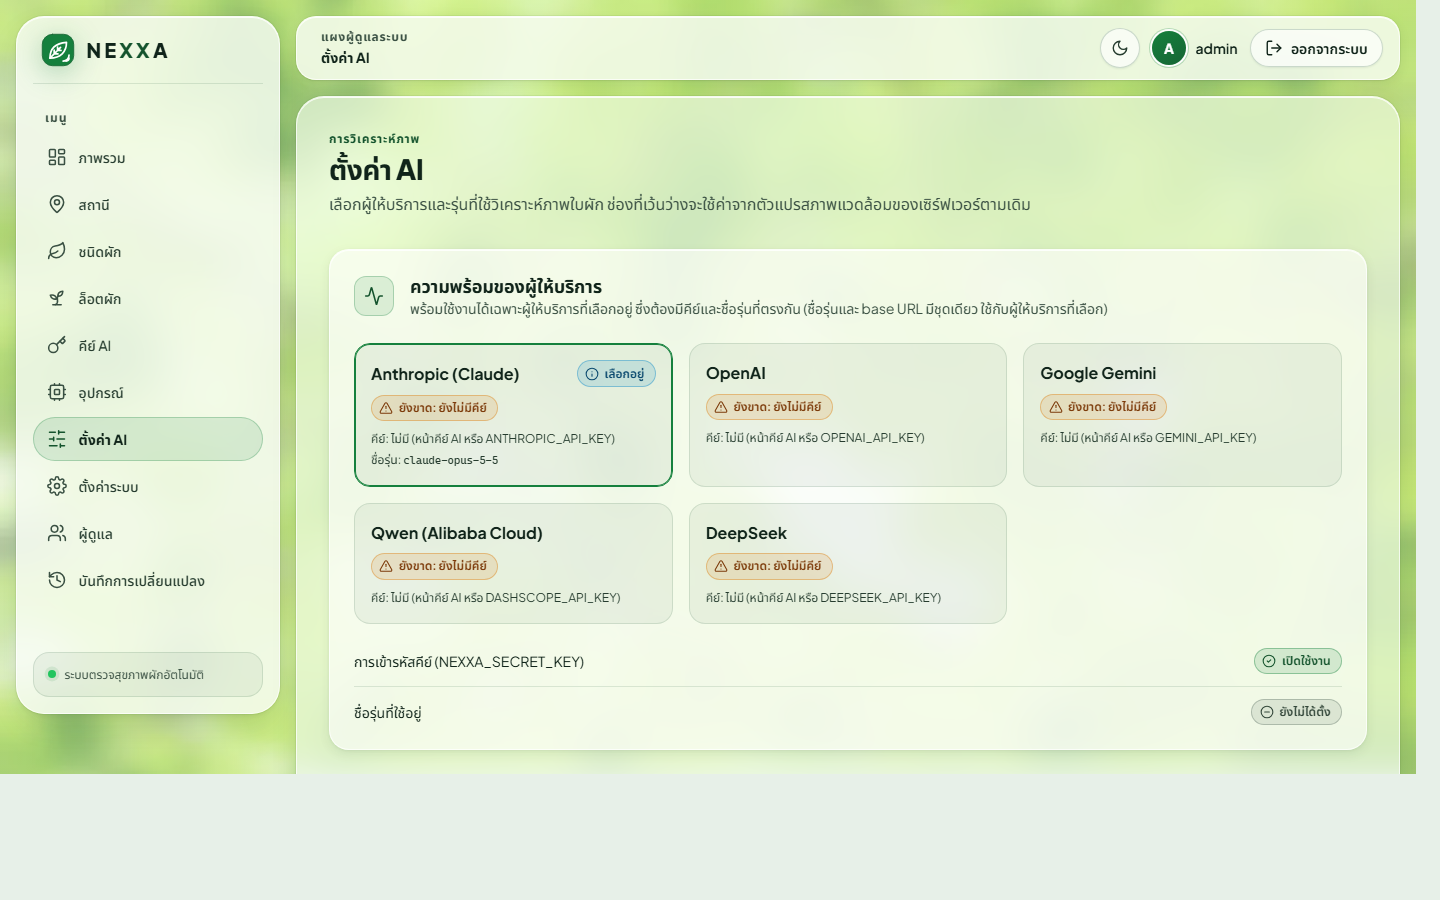 NEXXA
เมนู
ภาพรวม
สถานี
ชนิดผัก
ล็อตผัก
คีย์ AI
อุปกรณ์
ตั้งค่า AI
ตั้งค่าระบบ
ผู้ดูแล
บันทึกการเปลี่ยนแปลง
ระบบตรวจสุขภาพผักอัตโนมัติ
แผงผู้ดูแลระบบ
ตั้งค่า AI
A admin ออกจากระบบ
การวิเคราะห์ภาพ
ตั้งค่า AI
เลือกผู้ให้บริการและรุ่นที่ใช้วิเคราะห์ภาพใบผัก ช่องที่เว้นว่างจะใช้ค่าจากตัวแปรสภาพแวดล้อมของเซิร์ฟเวอร์ตามเดิม
ความพร้อมของผู้ให้บริการ
พร้อมใช้งานได้เฉพาะผู้ให้บริการที่เลือกอยู่ ซึ่งต้องมีคีย์และชื่อรุ่นที่ตรงกัน (ชื่อรุ่นและ base URL มีชุดเดียว ใช้กับผู้ให้บริการที่เลือก)
Anthropic (Claude) เลือกอยู่
ยังขาด: ยังไม่มีคีย์
คีย์: ไม่มี (หน้าคีย์ AI หรือ ANTHROPIC_API_KEY)
ชื่อรุ่น: claude-opus-5-5
OpenAI
ยังขาด: ยังไม่มีคีย์
คีย์: ไม่มี (หน้าคีย์ AI หรือ OPENAI_API_KEY)
Google Gemini
ยังขาด: ยังไม่มีคีย์
คีย์: ไม่มี (หน้าคีย์ AI หรือ GEMINI_API_KEY)
Qwen (Alibaba Cloud)
ยังขาด: ยังไม่มีคีย์
คีย์: ไม่มี (หน้าคีย์ AI หรือ DASHSCOPE_API_KEY)
DeepSeek
ยังขาด: ยังไม่มีคีย์
คีย์: ไม่มี (หน้าคีย์ AI หรือ DEEPSEEK_API_KEY)
การเข้ารหัสคีย์ (NEXXA_SECRET_KEY) เปิดใช้งาน
ชื่อรุ่นที่ใช้อยู่ ยังไม่ได้ตั้ง